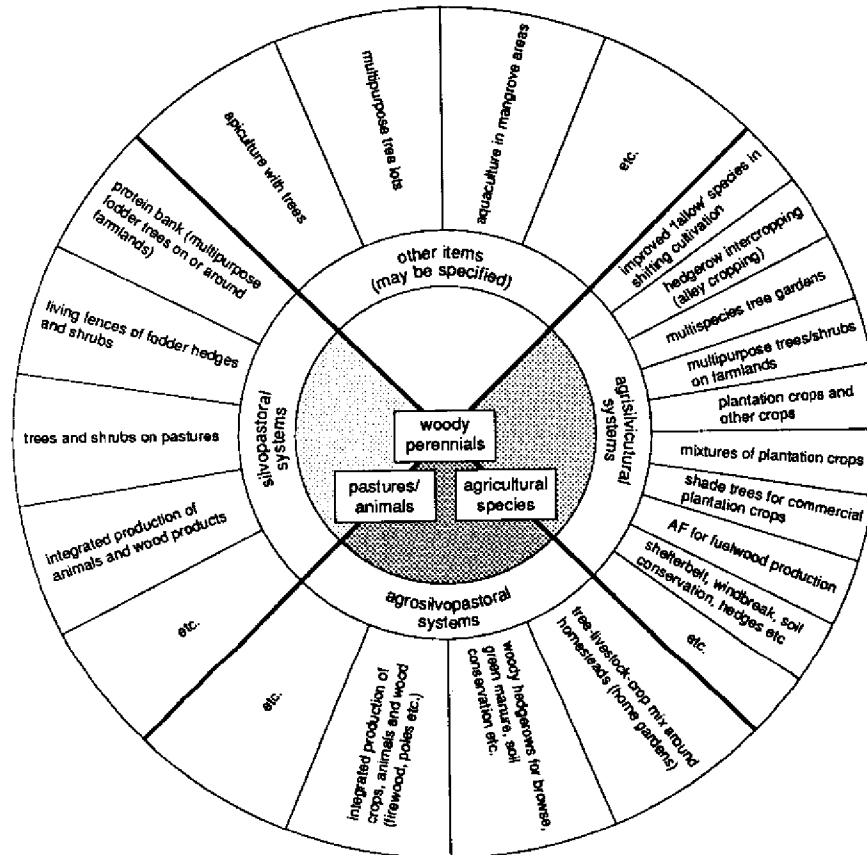 apiculture with trees
multipurpose tree lots
aquaculture in mangrove areas
etc.
improved 'fallow' species in
shifting cultivation
hedgerow intercropping
(alley cropping)
multispecies tree gardens
multipurpose trees/shrubs
on farmlands
plantation crops and
other crops
mixtures of plantation crops
shade trees for commercial
plantation crops
AF for fuelwood production
shelterbelt, windbreak, soil
conservation, hedges etc
etc.
tree-livestock-crop mix around
homesteads (home gardens)
woody hedgerows for browse,
green manure, soil
conservation etc.
integrated production of
crops, animals and wood
(firewood, poles etc.)
etc.
etc.
integrated production of
animals and wood products
trees and shrubs on pastures
living fences of fodder hedges
and shrubs
protein bank (multipurpose
fodder trees on or around
farmlands)
other items
(may be specified)
agrisilvicutural
systems
agrosilvopastoral
systems
silvopastoral
systems
woody
perennials
pastures/
animals
agricultural
species